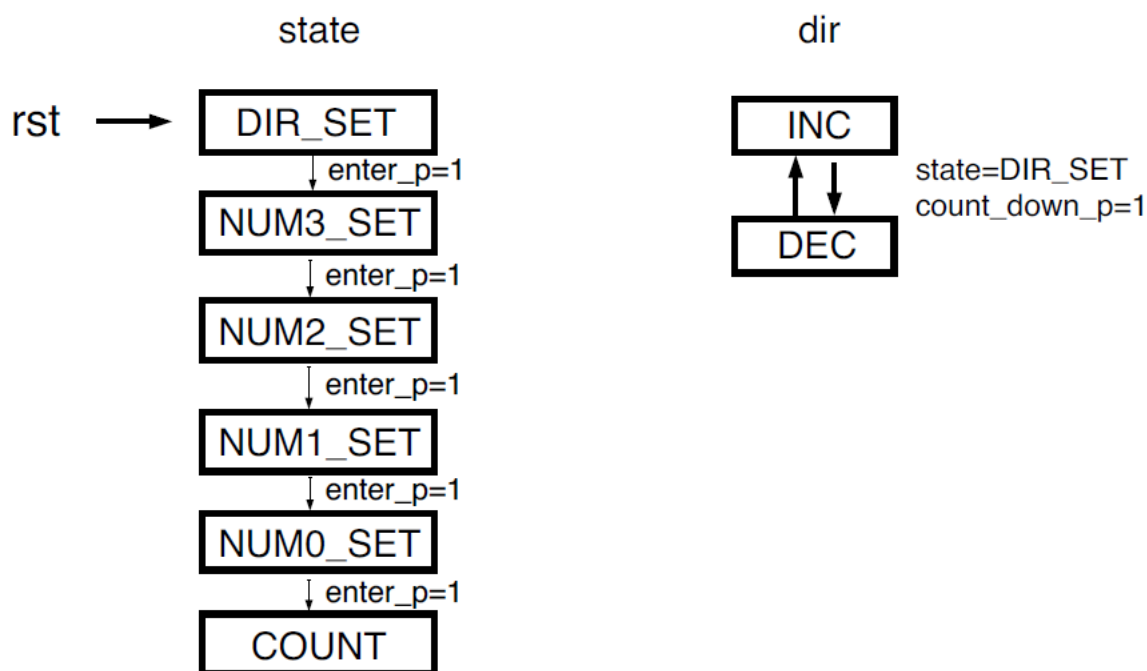 state
rst
DIR_SET
enter_p=1
NUM3_SET
enter_p=1
NUM2_SET
enter_p=1
NUM1_SET
enter_p=1
NUM0_SET
enter_p=1
COUNT
dir
INC
state=DIR_SET
count_down_p=1
DEC